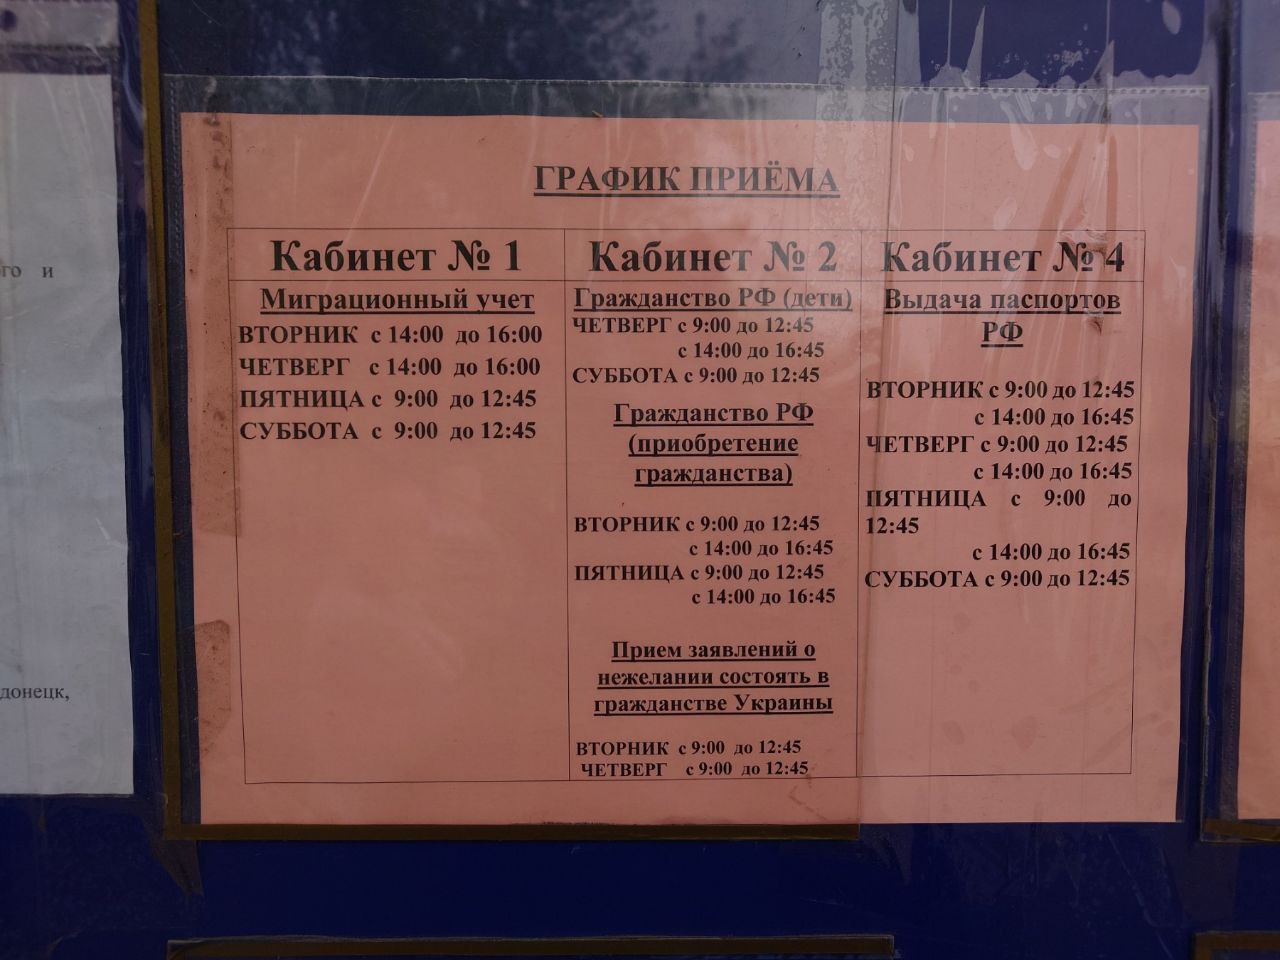 го и
донецк,
ГРАФИК ПРИЁМА
Кабинет № 1
Миграционный учет
ВТОРНИК с 14:00 до 16:00
ЧЕТВЕРГ с 14:00 до 16:00
ПЯТНИЦА с 9:00 до 12:45
СУББОТА с 9:00 до 12:45
Кабинет № 2
Гражданство РФ (дети)
ЧЕТВЕРГ с 9:00 до 12:45
с 14:00 до 16:45
СУББОТА с 9:00 до 12:45
Гражданство РФ
(приобретение
гражданства)
ВТОРНИК с 9:00 до 12:45
с 14:00 до 16:45
ПЯТНИЦА с 9:00 до 12:45
с 14:00 до 16:45
Прием заявлений о
нежелании состоять в
гражданстве Украины
ВТОРНИК с 9:00 до 12:45
ЧЕТВЕРГ с 9:00 до 12:45
Кабинет № 4
Выдача паспортов
РФ
ВТОРНИК с 9:00 до 12:45
с 14:00 до 16:45
ЧЕТВЕРГ с 9:00 до 12:45
с 14:00 до 16:45
ПЯТНИЦА с 9:00 до
12:45
с 14:00 до 16:45
СУББОТА с 9:00 до 12:45